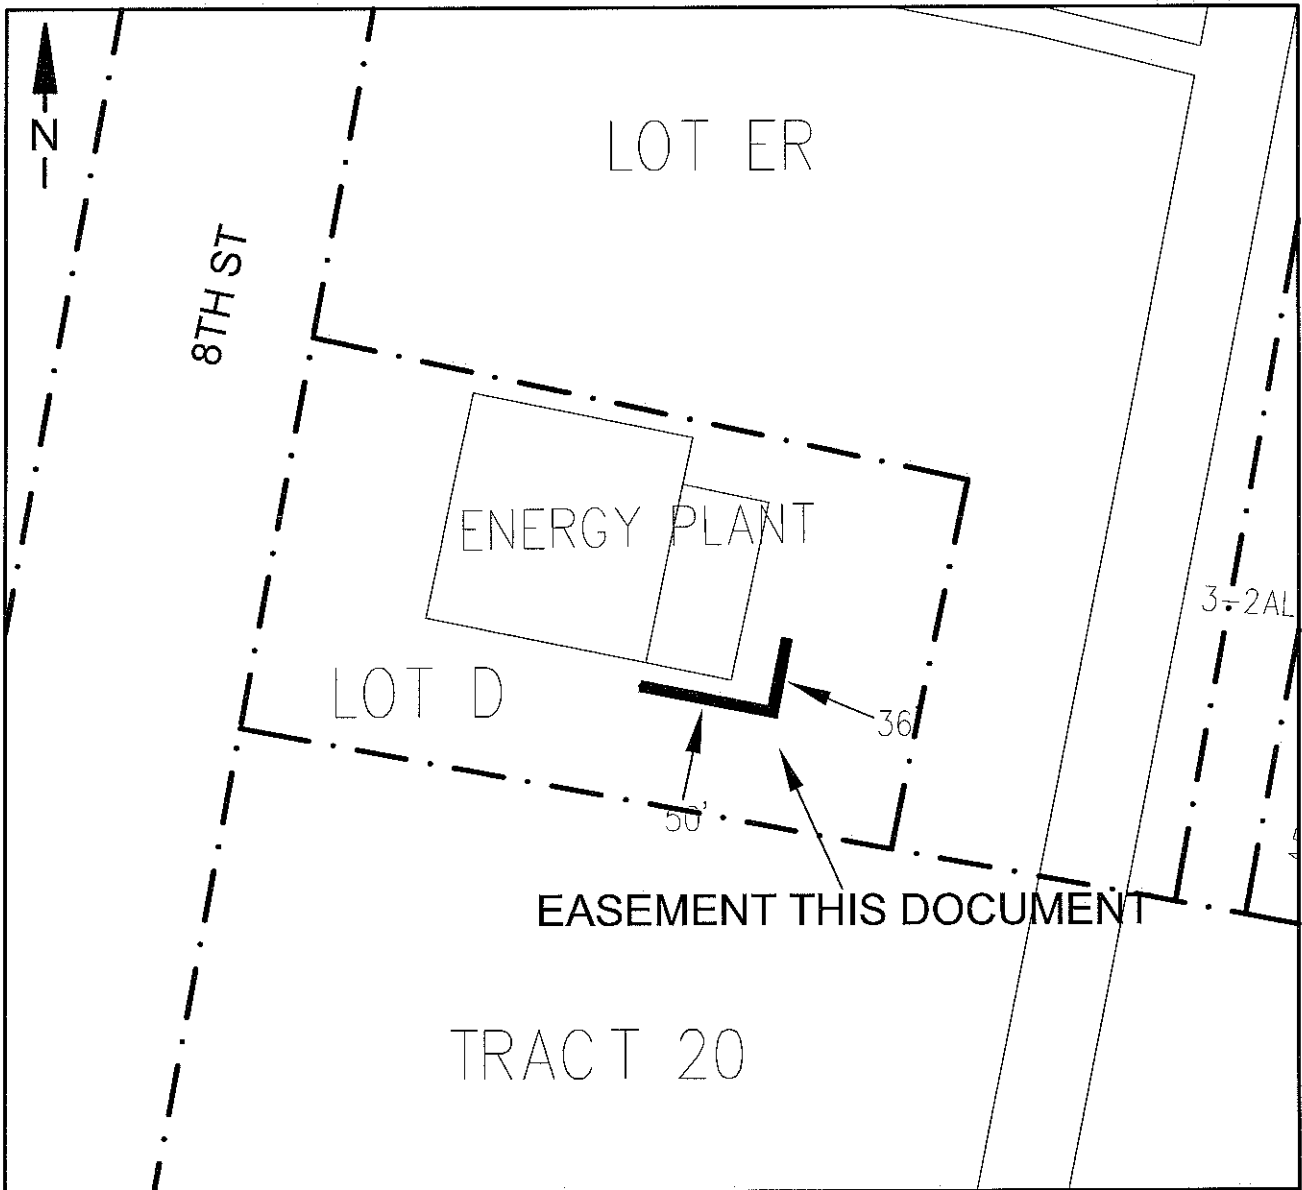 N
LOT ER
8TH ST
ENERGY PLANT
3-2AL
LOT D
36'
50'
EASEMENT THIS DOCUMENT
TRACT 20